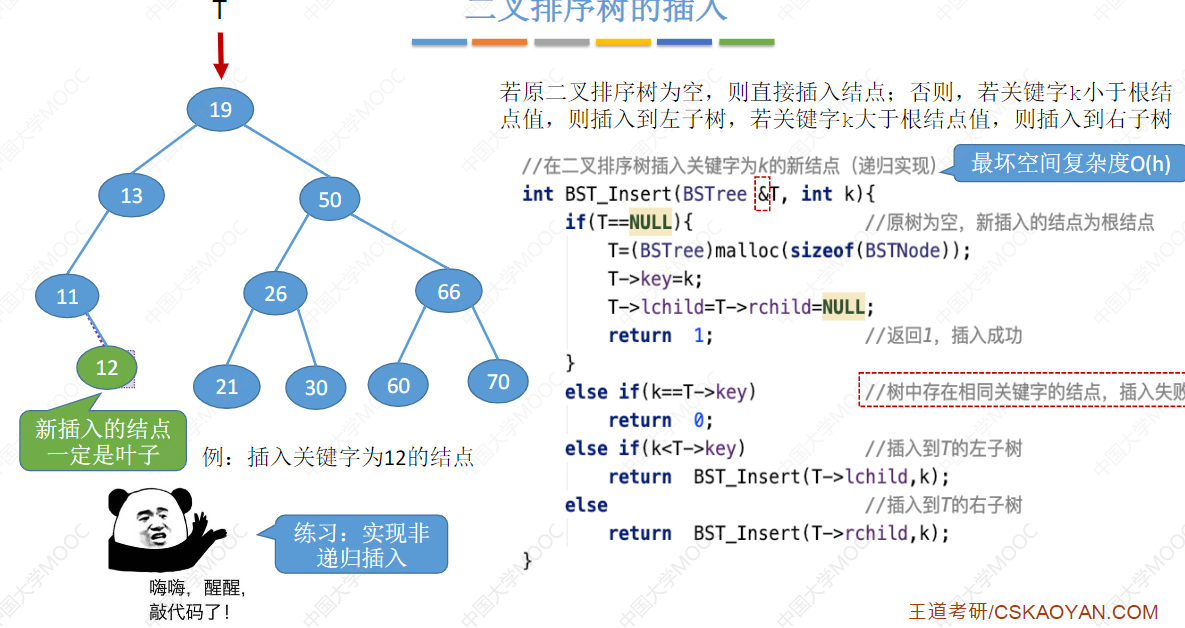 T
二叉排序树的插入
19
13
50
11
26
66
12
21
30
60
70
新插入的结点
一定是叶子
例：插入关键字为12的结点
练习：实现非
递归插入
嗨嗨，醒醒，
敲代码了！
若原二叉排序树为空，则直接插入结点；否则，若关键字k小于根结
点值，则插入到左子树，若关键字k大于根结点值，则插入到右子树
最坏空间复杂度O(h)
//在二叉排序树插入关键字为k的新结点（递归实现）
int BST_Insert(BSTree &T, int k){
if(T==NULL){ //原树为空，新插入的结点为根结点
T=(BSTree)malloc(sizeof(BSTNode));
T->key=k;
T->lchild=T->rchild=NULL;
return 1; //返回1，插入成功
}
else if(k==T->key) //树中存在相同关键字的结点，插入失败
return 0;
else if(k<T->key) //插入到T的左子树
return BST_Insert(T->lchild,k);
else //插入到T的右子树
return BST_Insert(T->rchild,k);
}
王道考研/CSKAOYAN.COM
中国大学MOOC